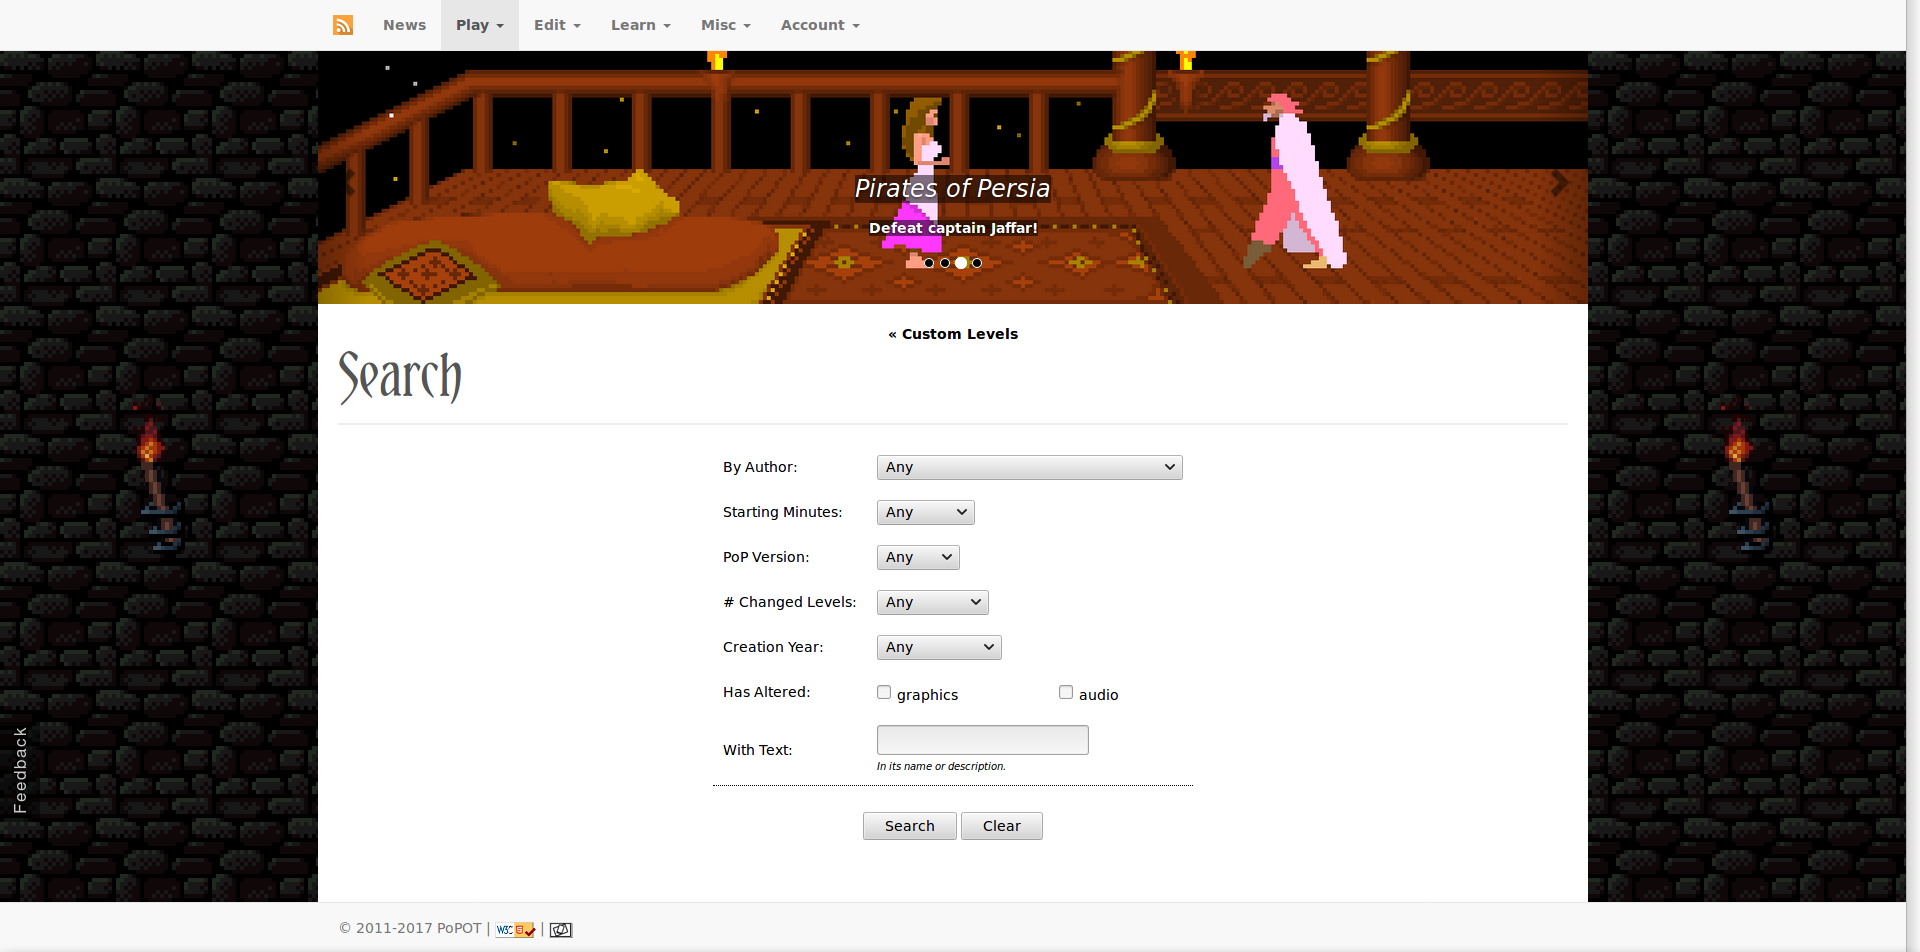 News Play Edit Learn Misc Account
Pirates of Persia
Defeat captain Jaffar!
« Custom Levels
Search
By Author: Any
Starting Minutes: Any
PoP Version: Any
# Changed Levels: Any
Creation Year: Any
Has Altered: graphics audio
With Text:
In its name or description.
Search Clear
Feedback
© 2011-2017 PoPOT | W3C 5 |